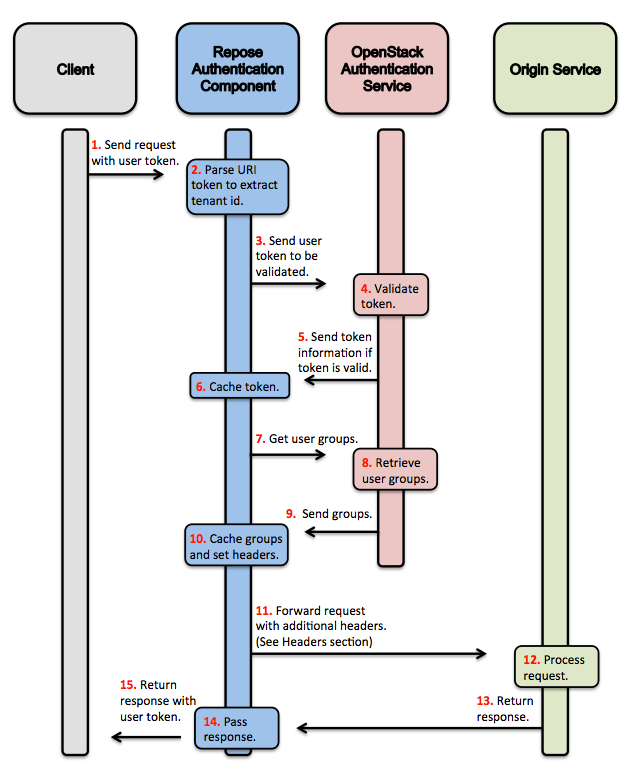 Client
Repose
Authentication
Component
OpenStack
Authentication
Service
Origin Service
1. Send request
with user token.
2. Parse URI
token to extract
tenant id.
3. Send user
token to be
validated.
4. Validate
token.
5. Send token
information if
token is valid.
6. Cache token.
7. Get user groups.
8. Retrieve
user groups.
9. Send groups.
10. Cache groups
and set headers.
11. Forward request
with additional headers.
(See Headers section)
12. Process
request.
13. Return
response.
14. Pass
response.
15. Return
response with
user token.